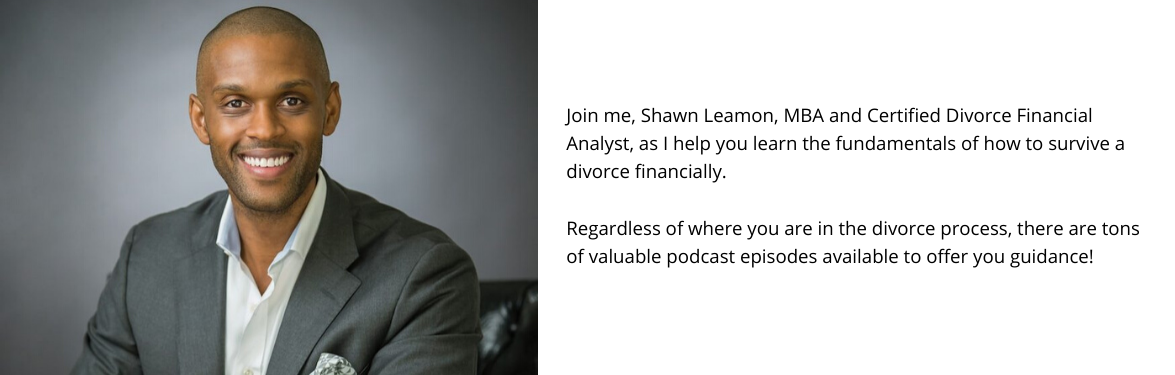 Join me, Shawn Leamon, MBA and Certified Divorce Financial
Analyst, as I help you learn the fundamentals of how to survive a
divorce financially.
Regardless of where you are in the divorce process, there are tons
of valuable podcast episodes available to offer you guidance!